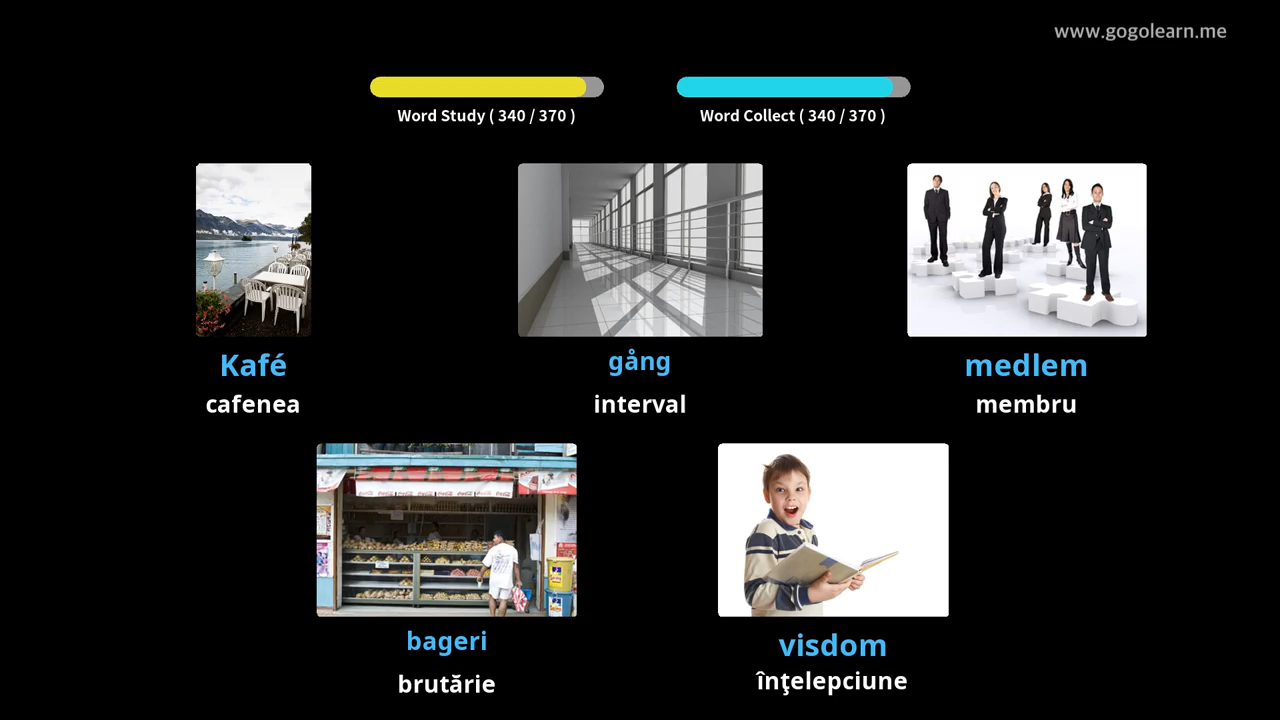 www.gogolearn.me
Word Study ( 340 / 370 )
Word Collect ( 340 / 370 )
Kafé
cafenea
gång
interval
medlem
membru
bageri
brutărie
visdom
înţelepciune